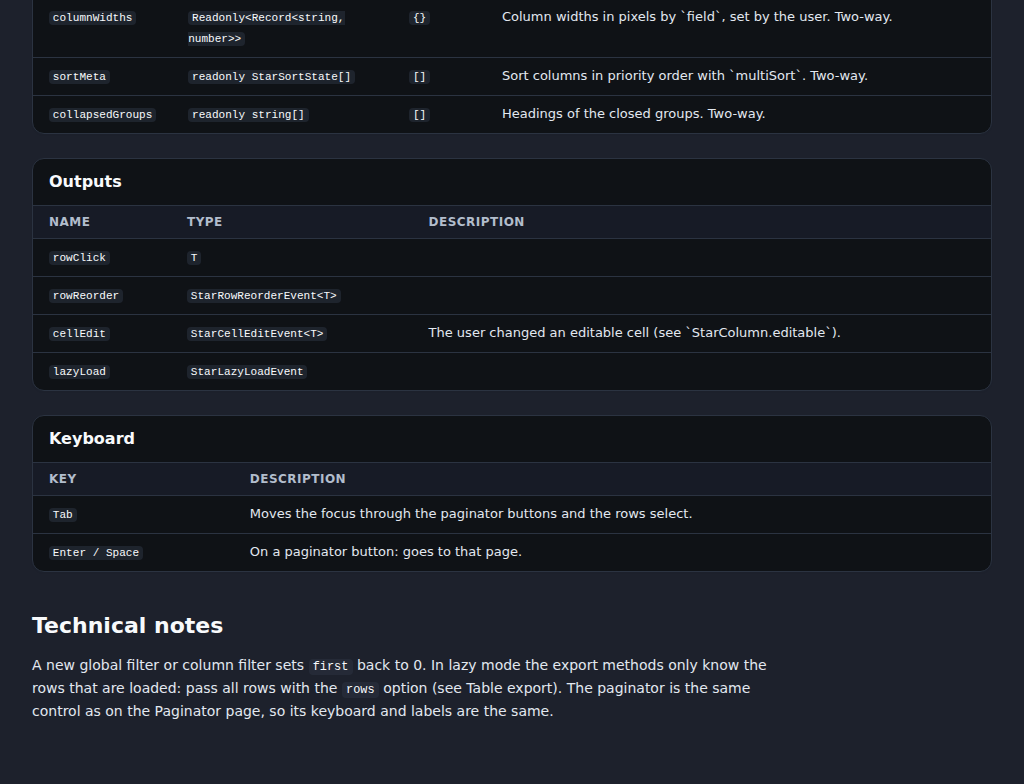 columnWidths Readonly<Record<string, {} Column widths in pixels by `field`, set by the user. Two-way.
number>>
sortMeta readonly StarSortState[] [] Sort columns in priority order with `multiSort`. Two-way.
collapsedGroups readonly string[] [] Headings of the closed groups. Two-way.
Outputs
NAME TYPE DESCRIPTION
rowClick T
rowReorder StarRowReorderEvent<T>
cellEdit StarCellEditEvent<T> The user changed an editable cell (see `StarColumn.editable`).
lazyLoad StarLazyLoadEvent
Keyboard
KEY DESCRIPTION
Tab Moves the focus through the paginator buttons and the rows select.
Enter / Space On a paginator button: goes to that page.
Technical notes
A new global filter or column filter sets first back to 0. In lazy mode the export methods only know the
rows that are loaded: pass all rows with the rows option (see Table export). The paginator is the same
control as on the Paginator page, so its keyboard and labels are the same.